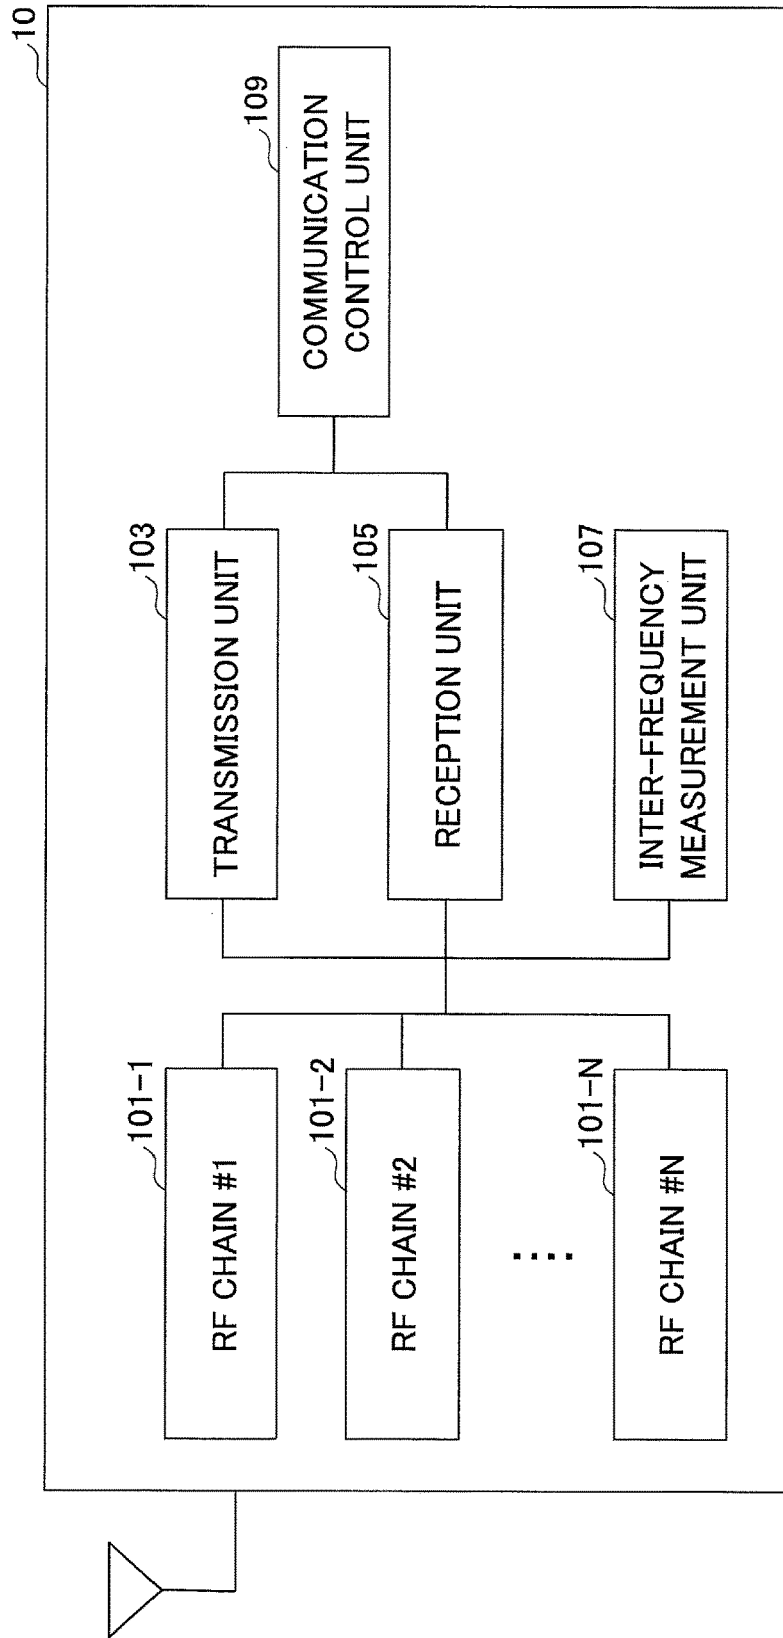 10
101-1
RF CHAIN #1
101-2
RF CHAIN #2
101-N
RF CHAIN #N
103
TRANSMISSION UNIT
105
RECEPTION UNIT
107
INTER-FREQUENCY
MEASUREMENT UNIT
109
COMMUNICATION
CONTROL UNIT